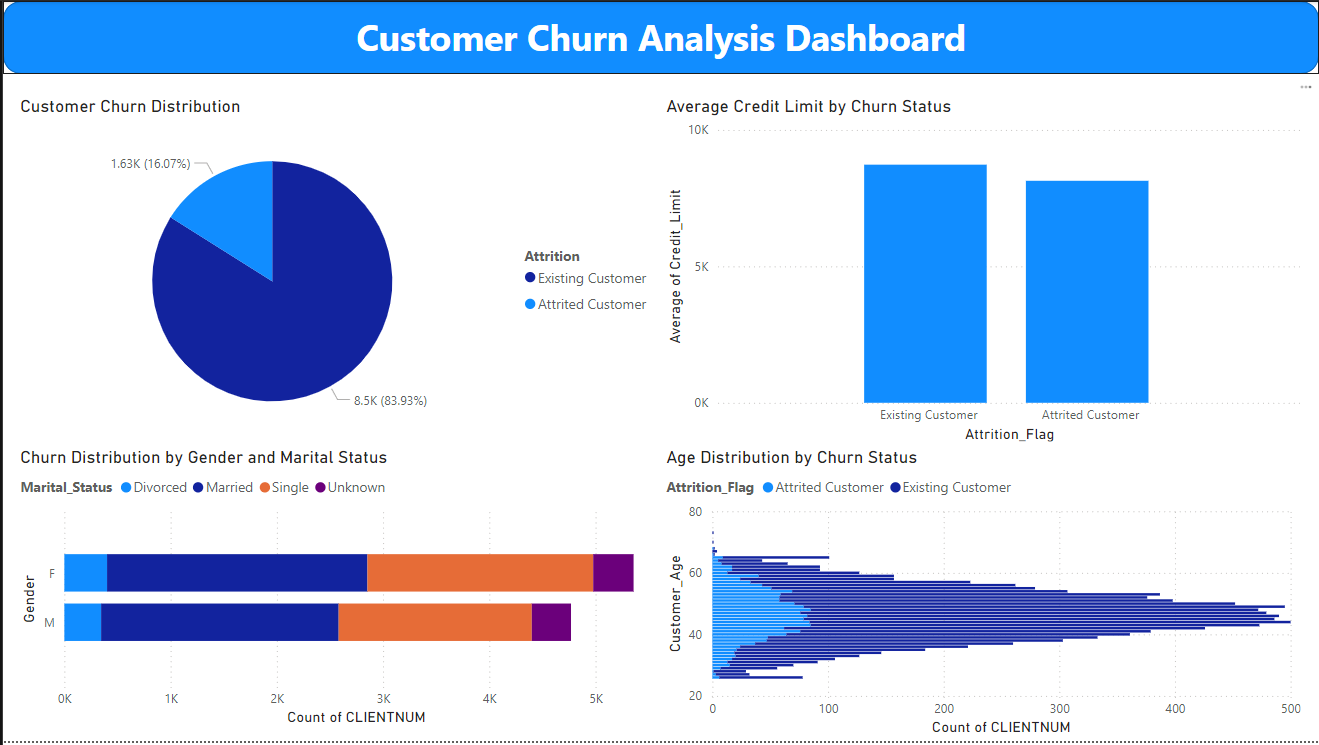 Customer Churn Analysis Dashboard
Customer Churn Distribution
1.63K (16.07%)
8.5K (83.93%)
Attrition
Existing Customer
Attrited Customer
Average Credit Limit by Churn Status
Average of Credit_Limit
10K
5K
0K
Existing Customer Attrited Customer
Attrition_Flag
Churn Distribution by Gender and Marital Status
Marital_Status Divorced Married Single Unknown
Gender
F
M
0K 1K 2K 3K 4K 5K
Count of CLIENTNUM
Age Distribution by Churn Status
Attrition_Flag Attrited Customer Existing Customer
Customer_Age
80
60
40
20
0 100 200 300 400 500
Count of CLIENTNUM